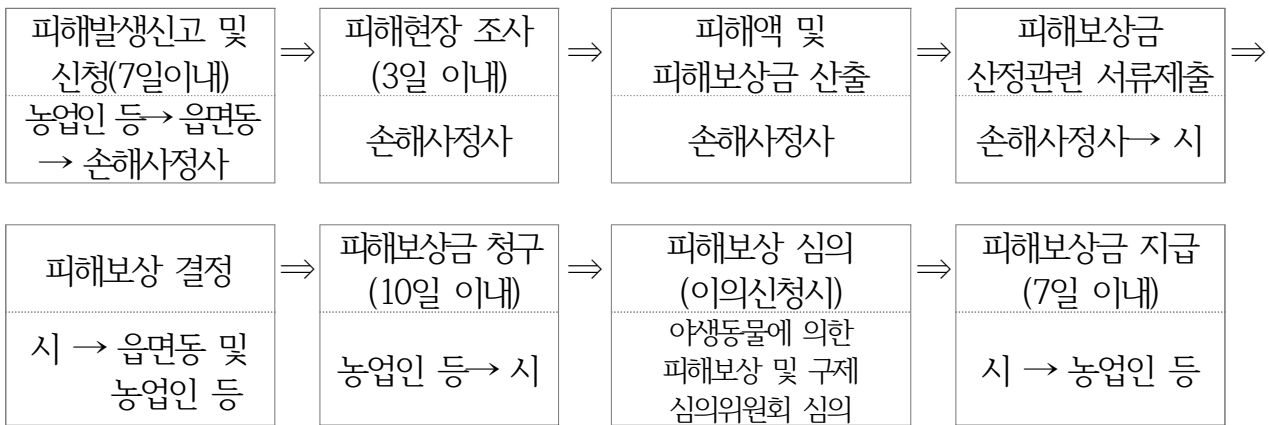 피해발생신고 및
신청(7일이내)
농업인 등→ 읍면동
→ 손해사정사
⇒
피해현장 조사
(3일 이내)
손해사정사
⇒
피해액 및
피해보상금 산출
손해사정사
⇒
피해보상금
산정관련 서류제출
손해사정사→ 시
⇒
피해보상 결정
시 → 읍면동 및
농업인 등
⇒
피해보상금 청구
(10일 이내)
농업인 등→ 시
⇒
피해보상 심의
(이의신청시)
야생동물에 의한
피해보상 및 구제
심의위원회 심의
⇒
피해보상금 지급
(7일 이내)
시 → 농업인 등